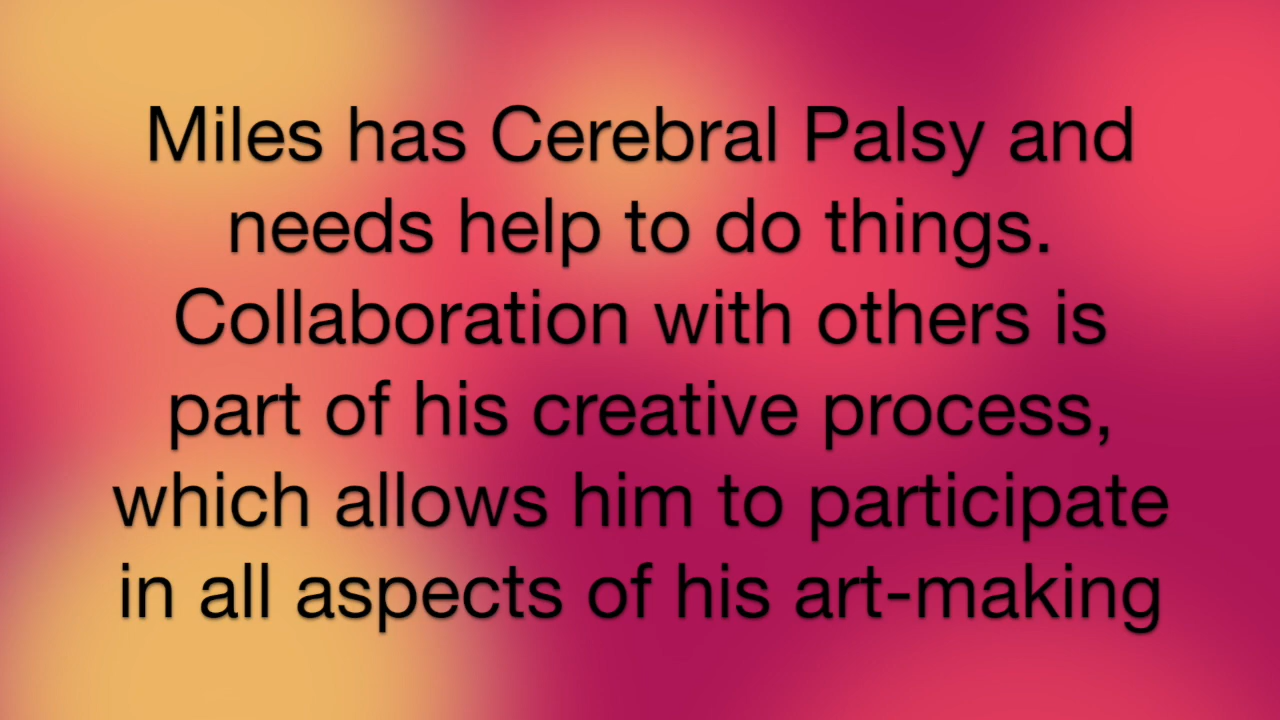 Miles has Cerebral Palsy and
needs help to do things.
Collaboration with others is
part of his creative process,
which allows him to participate
in all aspects of his art-making